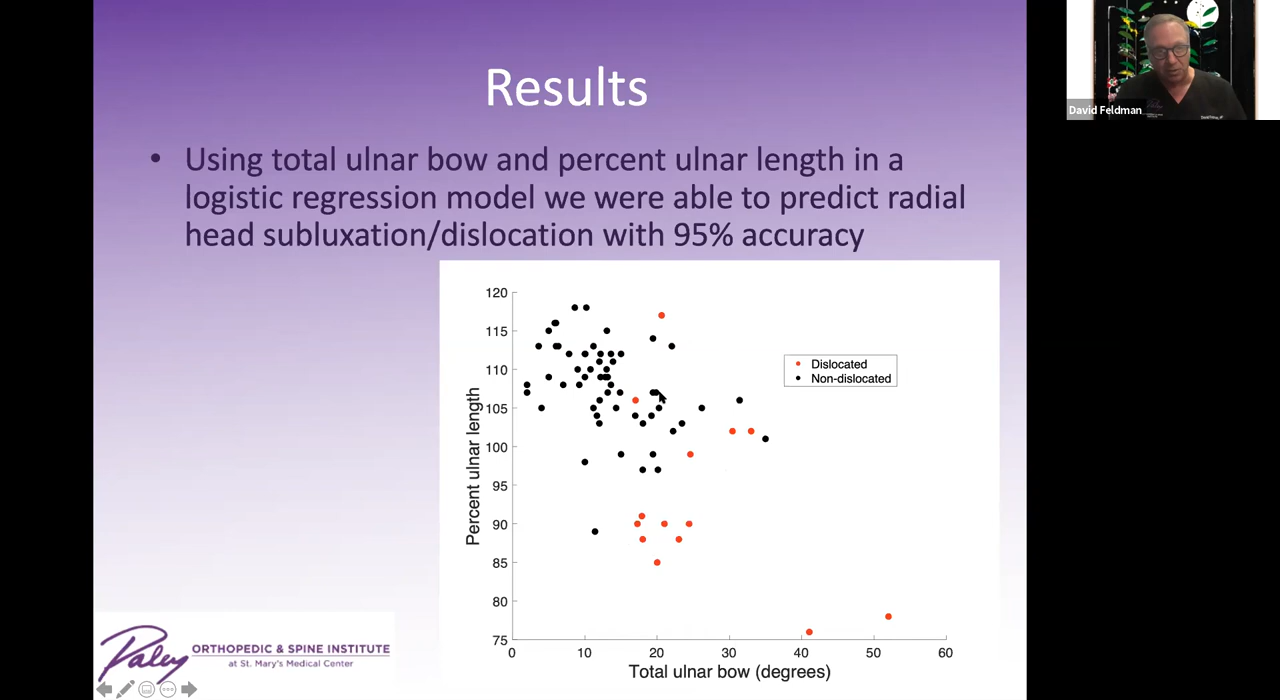 Results
• Using total ulnar bow and percent ulnar length in a
logistic regression model we were able to predict radial
head subluxation/dislocation with 95% accuracy
120
115
110
105
100
95
90
85
80
75
Percent ulnar length
Dislocated
Non-dislocated
0 10 20 30 40 50 60
Total ulnar bow (degrees)
Paley
ORTHOPEDIC & SPINE INSTITUTE
at St. Mary's Medical Center
David Feldman